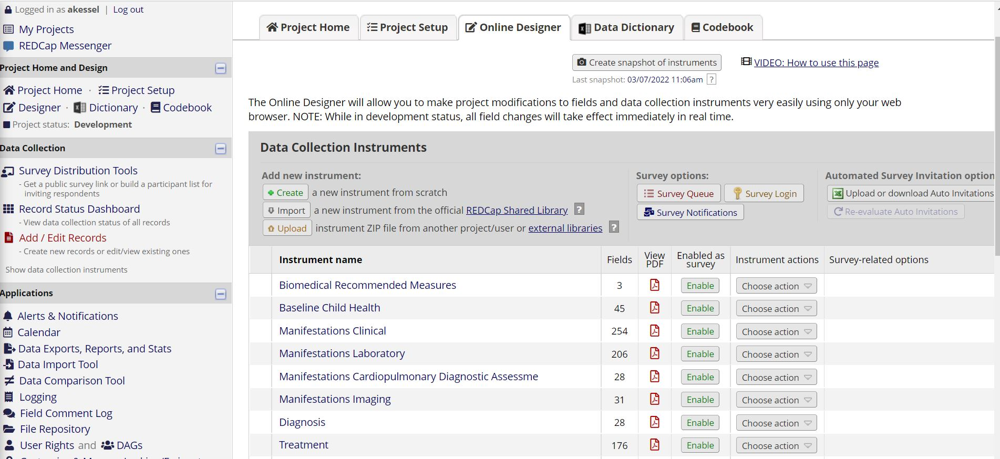 Logged in as akessel | Log out
My Projects
REDCap Messenger
Project Home and Design
Project Home · Project Setup
Designer · Dictionary · Codebook
Project status: Development
Data Collection
Survey Distribution Tools
- Get a public survey link or build a participant list for
inviting respondents
Record Status Dashboard
- View data collection status of all records
Add / Edit Records
- Create new records or edit/view existing ones
Show data collection instruments
Applications
Alerts & Notifications
Calendar
Data Exports, Reports, and Stats
Data Import Tool
Data Comparison Tool
Logging
Field Comment Log
File Repository
User Rights and DAGs
Project Home
Project Setup
Online Designer
Data Dictionary
Codebook
Create snapshot of instruments
VIDEO: How to use this page
Last snapshot: 03/07/2022 11:06am ?
The Online Designer will allow you to make project modifications to fields and data collection instruments very easily using only your web
browser. NOTE: While in development status, all field changes will take effect immediately in real time.
Data Collection Instruments
Add new instrument:
Create a new instrument from scratch
Import a new instrument from the official REDCap Shared Library ?
Upload instrument ZIP file from another project/user or external libraries ?
Survey options:
Survey Queue Survey Login
Survey Notifications
Automated Survey Invitation option
Upload or download Auto Invitations
Re-evaluate Auto Invitations
Instrument name Fields View PDF Enabled as survey Instrument actions Survey-related options
Biomedical Recommended Measures 3 Enable Choose action
Baseline Child Health 45 Enable Choose action
Manifestations Clinical 254 Enable Choose action
Manifestations Laboratory 206 Enable Choose action
Manifestations Cardiopulmonary Diagnostic Assessme 28 Enable Choose action
Manifestations Imaging 31 Enable Choose action
Diagnosis 28 Enable Choose action
Treatment 176 Enable Choose action